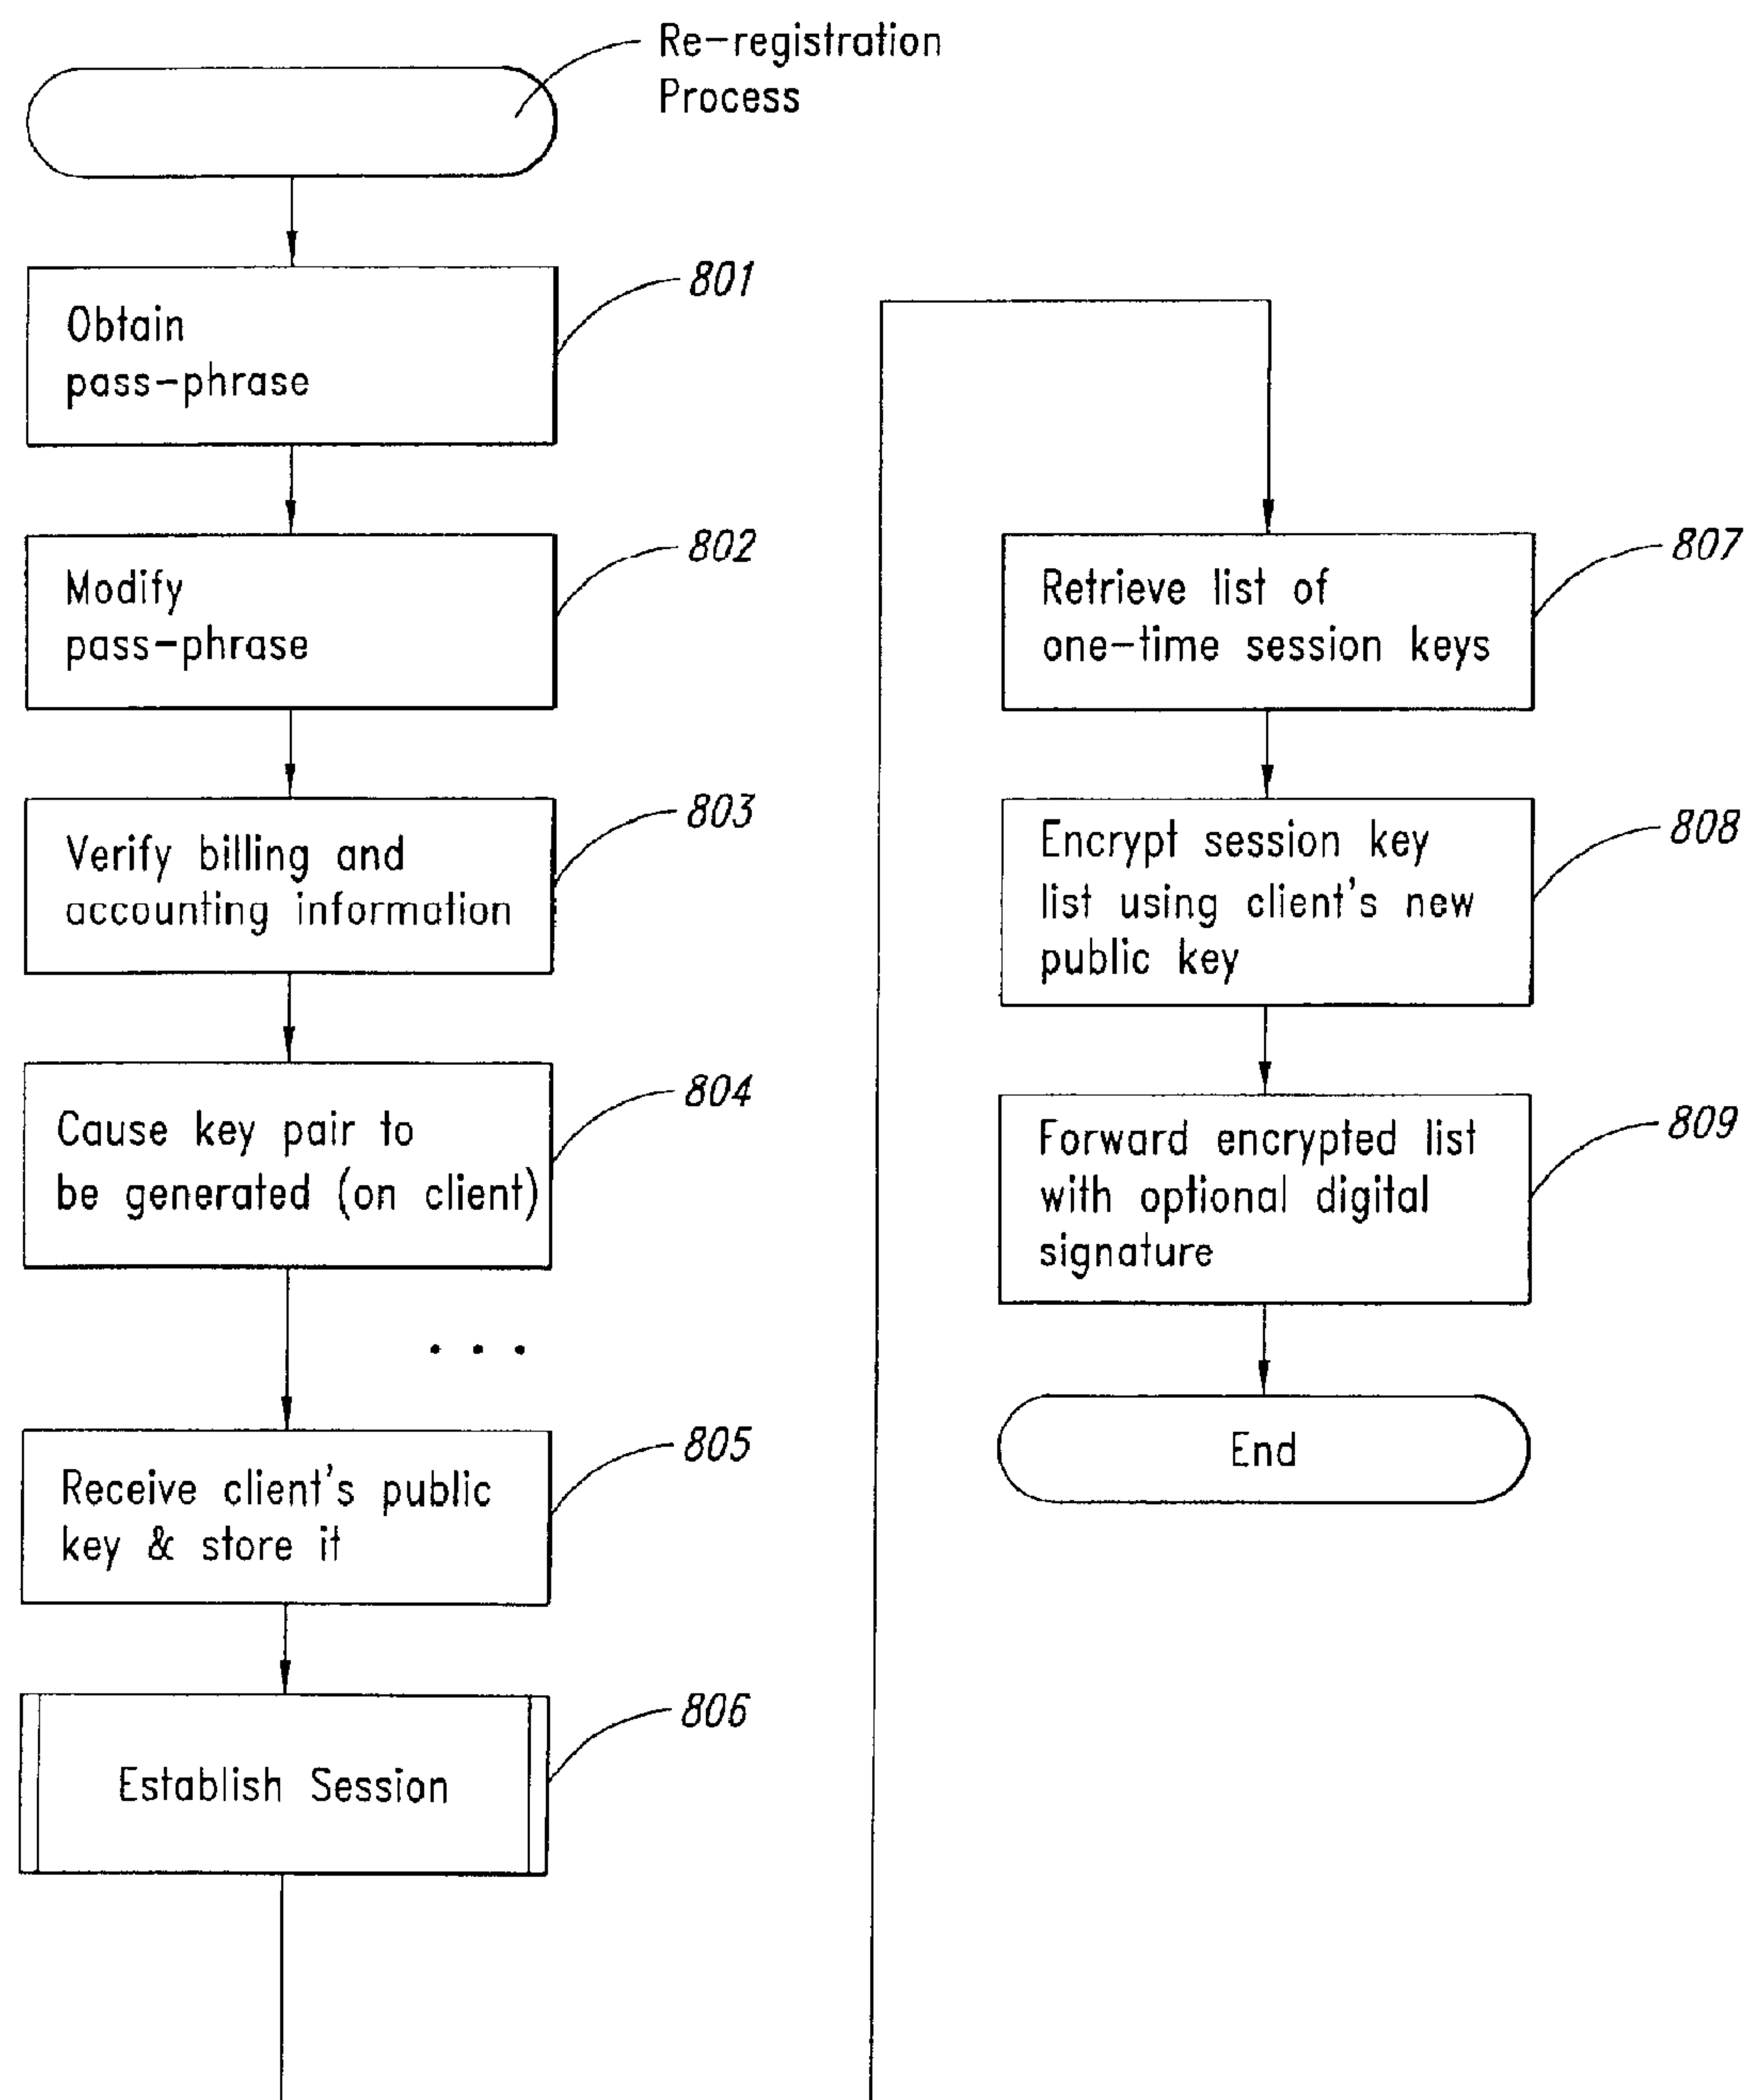 Re-registration
Process
801
Obtain
pass-phrase
802
Modify
pass-phrase
803
Verify billing and
accounting information
804
Cause key pair to
be generated (on client)
. . .
805
Receive client's public
key & store it
806
Establish Session
807
Retrieve list of
one-time session keys
808
Encrypt session key
list using client's new
public key
809
Forward encrypted list
with optional digital
signature
End